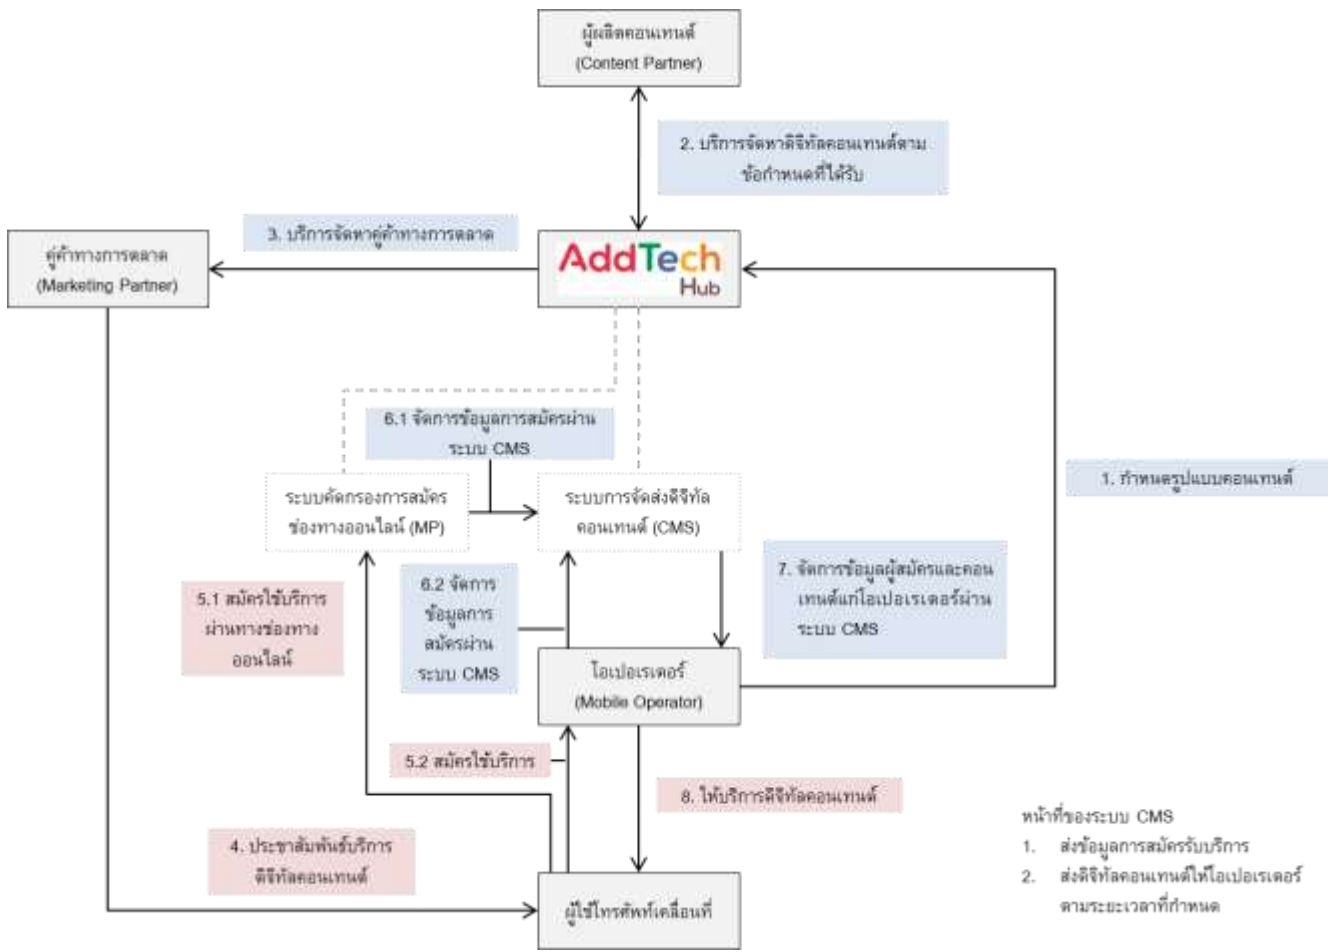 ผู้ผลิตคอนเทนต์
(Content Partner)
2. บริการจัดหาดิจิทัลคอนเทนต์ตาม
ข้อกำหนดที่ได้รับ
3. บริการจัดหาคู่ค้าทางการตลาด
คู่ค้าทางการตลาด
(Marketing Partner)
AddTech
Hub
6.1 จัดการข้อมูลการสมัครผ่าน
ระบบ CMS
1. กำหนดรูปแบบคอนเทนต์
ระบบคัดกรองการสมัคร
ช่องทางออนไลน์ (MP)
ระบบการจัดส่งดิจิทัล
คอนเทนต์ (CMS)
5.1 สมัครใช้บริการ
ผ่านทางช่องทาง
ออนไลน์
6.2 จัดการ
ข้อมูลการ
สมัครผ่าน
ระบบ CMS
7. จัดการข้อมูลผู้สมัครและคอน
เทนต์แก่โอเปอเรเตอร์ผ่าน
ระบบ CMS
โอเปอเรเตอร์
(Mobile Operator)
5.2 สมัครใช้บริการ
8. ให้บริการดิจิทัลคอนเทนต์
4. ประชาสัมพันธ์บริการ
ดิจิทัลคอนเทนต์
ผู้ใช้โทรศัพท์เคลื่อนที่
หน้าที่ของระบบ CMS
1. ส่งข้อมูลการสมัครรับบริการ
2. ส่งดิจิทัลคอนเทนต์ให้โอเปอเรเตอร์
ตามระยะเวลาที่กำหนด